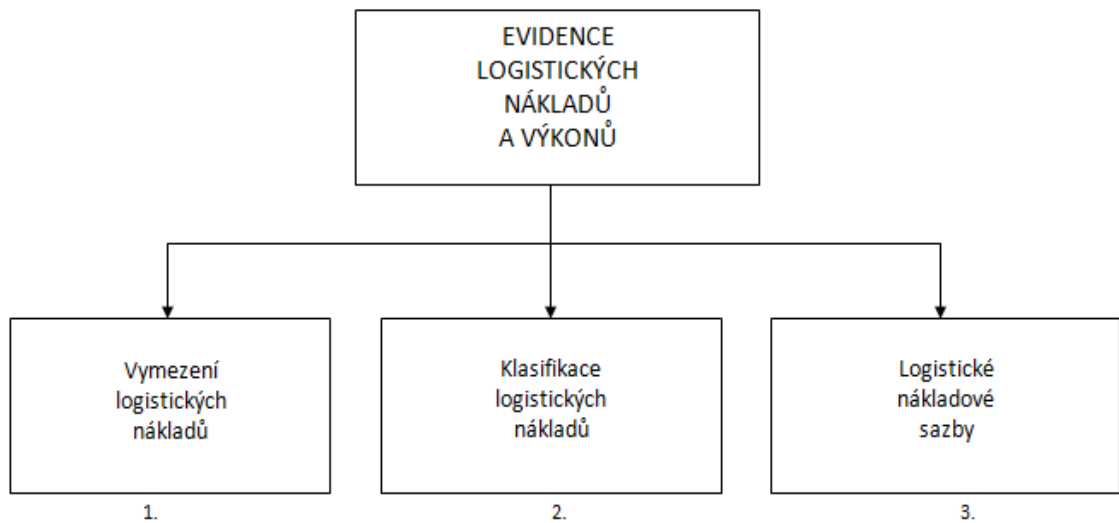 EVIDENCE
LOGISTICKÝCH
NÁKLADŮ
A VÝKONŮ
Vymezení
logistických
nákladů
1.
Klasifikace
logistických
nákladů
2.
Logistické
nákladové
sazby
3.